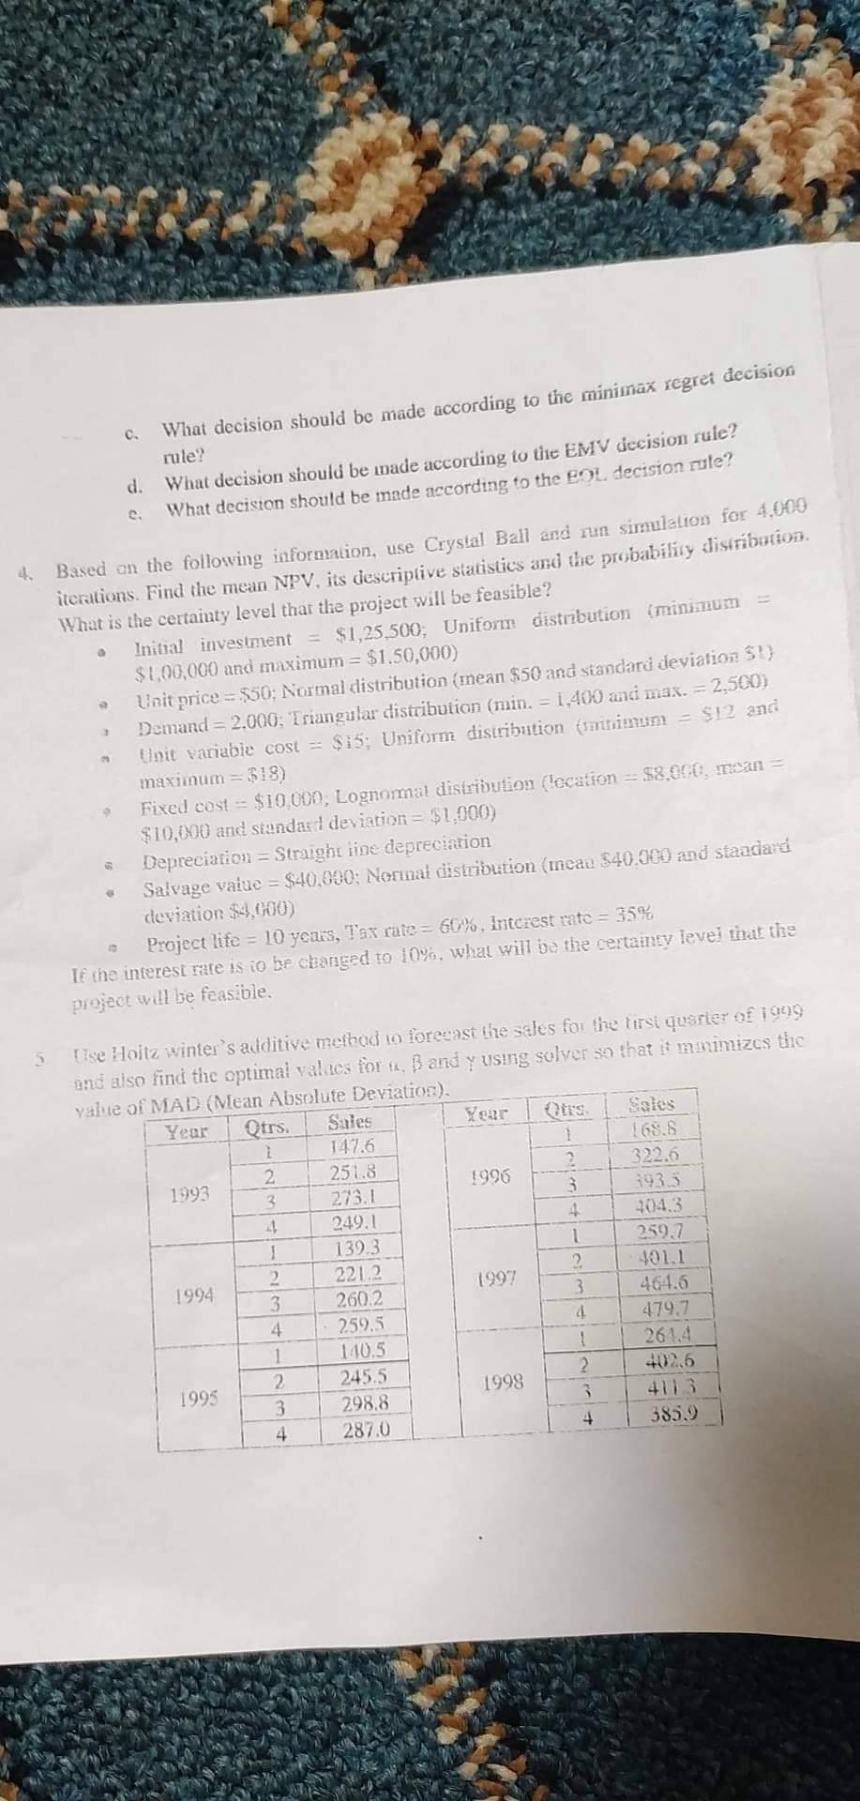 c. What decision should be made according to the minimax regret decision
rule?
d. What decision should be made according to the EMV decision rule?
e. What decision should be made according to the EOL decision rule?
4. Based on the following information, use Crystal Ball and run simulation for 4,000
iterations. Find the mean NPV, its descriptive statistics and the probability distribution.
What is the certainty level that the project will be feasible?
• Initial investment = $1,25,500; Uniform distribution (minimum =
$1,00,000 and maximum = $1,50,000)
• Unit price = $50; Normal distribution (mean $50 and standard deviation $1)
• Demand = 2,000; Triangular distribution (min. = 1,400 and max. = 2,500)
• Unit variable cost = $15; Uniform distribution (minimum = $12 and
maximum = $18)
• Fixed cost = $10,000; Lognormal distribution (location = $8,000, mean =
$10,000 and standard deviation = $1,000)
• Depreciation = Straight line depreciation
• Salvage value = $40,000; Normal distribution (mean $40,000 and standard
deviation $4,000)
• Project life = 10 years, Tax rate = 60%, Interest rate = 35%
If the interest rate is to be changed to 10%, what will be the certainty level that the
project will be feasible.
5 Use Holtz winter's additive method to forecast the sales for the first quarter of 1999
and also find the optimal values for α, β and γ using solver so that it minimizes the
value of MAD (Mean Absolute Deviation).
Year Qtrs. Sales
1993
1 147.6
2 251.8
3 273.1
4 249.1
1994
1 139.3
2 221.2
3 260.2
4 259.5
1995
1 140.5
2 245.5
3 298.8
4 287.0
Year Qtrs. Sales
1996
1 168.8
2 322.6
3 393.5
4 404.3
1997
1 259.7
2 401.1
3 464.6
4 479.7
1998
1 264.4
2 402.6
3 411.3
4 385.9